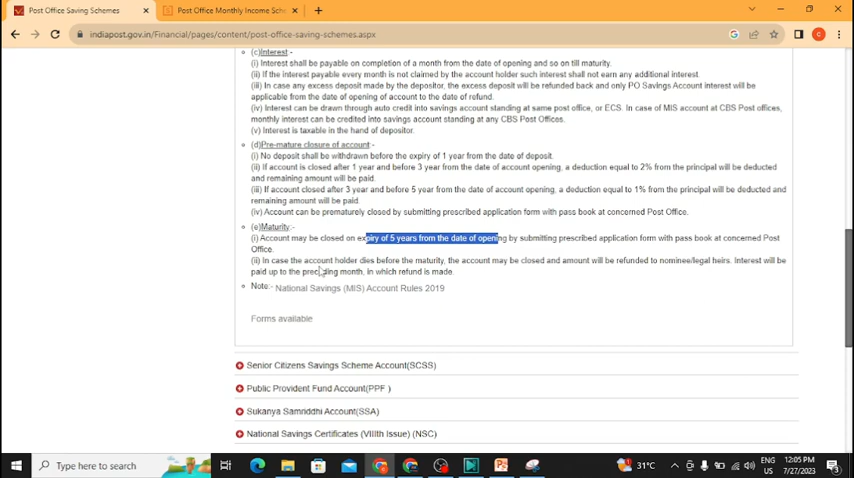 Post Office Saving Schemes
Post Office Monthly Income Sch
indiapost.gov.in/Financial/pages/content/post-office-saving-schemes.aspx
(c)Interest:-
(i) Interest shall be payable on completion of a month from the date of opening and so on till maturity.
(ii) If the interest payable every month is not claimed by the account holder such interest shall not earn any additional interest.
(iii) In case any excess deposit made by the depositor, the excess deposit will be refunded back and only PO Savings Account interest will be
applicable from the date of opening of account to the date of refund.
(iv) Interest can be drawn through auto credit into savings account standing at same post office, or ECS. In case of MIS account at CBS Post offices,
monthly interest can be credited into savings account standing at any CBS Post Offices.
(v) Interest is taxable in the hand of depositor.
(d)Pre-mature closure of account:-
(i) No deposit shall be withdrawn before the expiry of 1 year from the date of deposit.
(ii) If account is closed after 1 year and before 3 year from the date of account opening, a deduction equal to 2% from the principal will be deducted
and remaining amount will be paid.
(iii) If account closed after 3 year and before 5 year from the date of account opening, a deduction equal to 1% from the principal will be deducted and
remaining amount will be paid.
(iv) Account can be prematurely closed by submitting prescribed application form with pass book at concerned Post Office.
(e)Maturity:-
(i) Account may be closed on expiry of 5 years from the date of opening by submitting prescribed application form with pass book at concerned Post
Office.
(ii) In case the account holder dies before the maturity, the account may be closed and amount will be refunded to nominee/legal heirs. Interest will be
paid up to the preceding month, in which refund is made.
Note:- National Savings (MIS) Account Rules 2019
Forms available
Senior Citizens Savings Scheme Account(SCSS)
Public Provident Fund Account(PPF )
Sukanya Samriddhi Account(SSA)
National Savings Certificates (VIIIth Issue) (NSC)
Type here to search
31°C
ENG
US
12:05 PM
7/27/2023
3